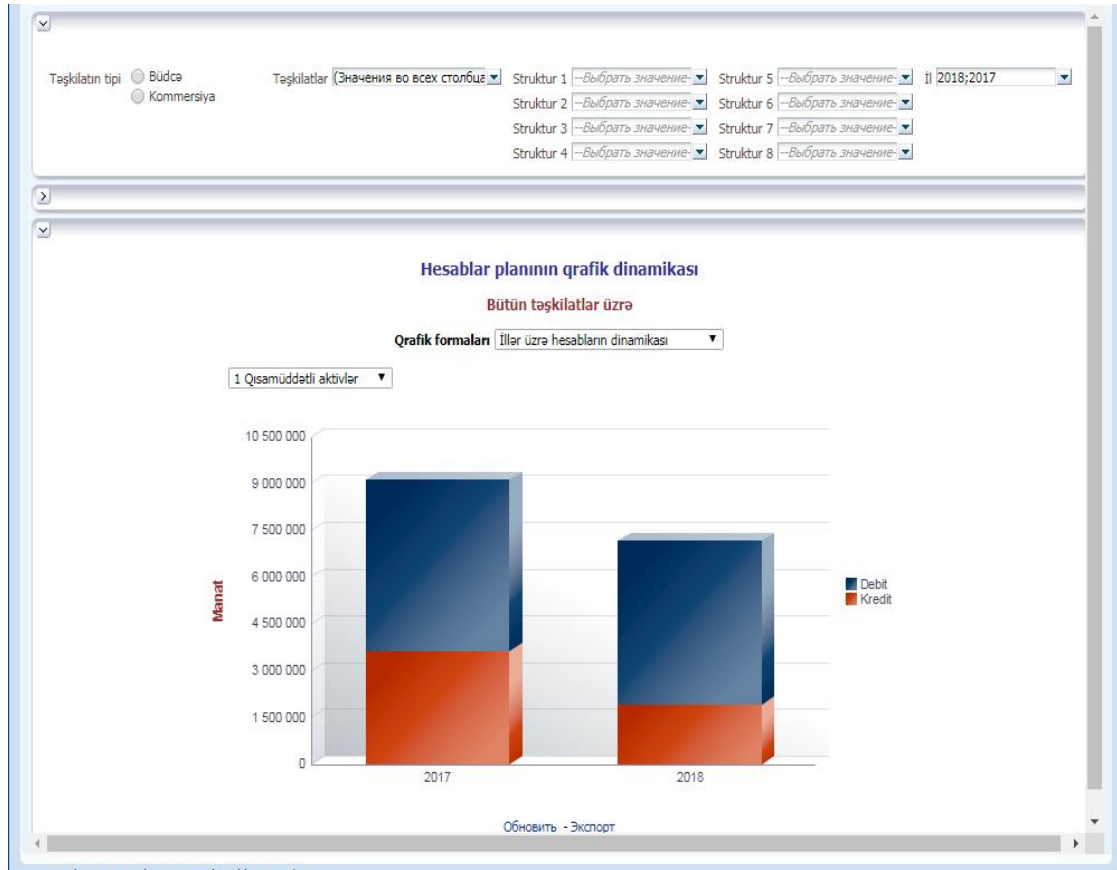 Təşkilatın tipi Büdcə Kommersiya
Təşkilatlar (Значения во всех столбца
Struktur 1 --Выбрать значение-
Struktur 2 --Выбрать значение-
Struktur 3 --Выбрать значение-
Struktur 4 --Выбрать значение-
Struktur 5 --Выбрать значение-
Struktur 6 --Выбрать значение-
Struktur 7 --Выбрать значение-
Struktur 8 --Выбрать значение-
İl 2018;2017
Hesablar planının qrafik dinamikası
Bütün təşkilatlar üzrə
Qrafik formaları İllər üzrə hesabların dinamikası
1 Qısamüddətli aktivlər
10 500 000
9 000 000
7 500 000
6 000 000
4 500 000
3 000 000
1 500 000
0
Manat
2017
2018
Debit
Kredit
Обновить - Экспорт